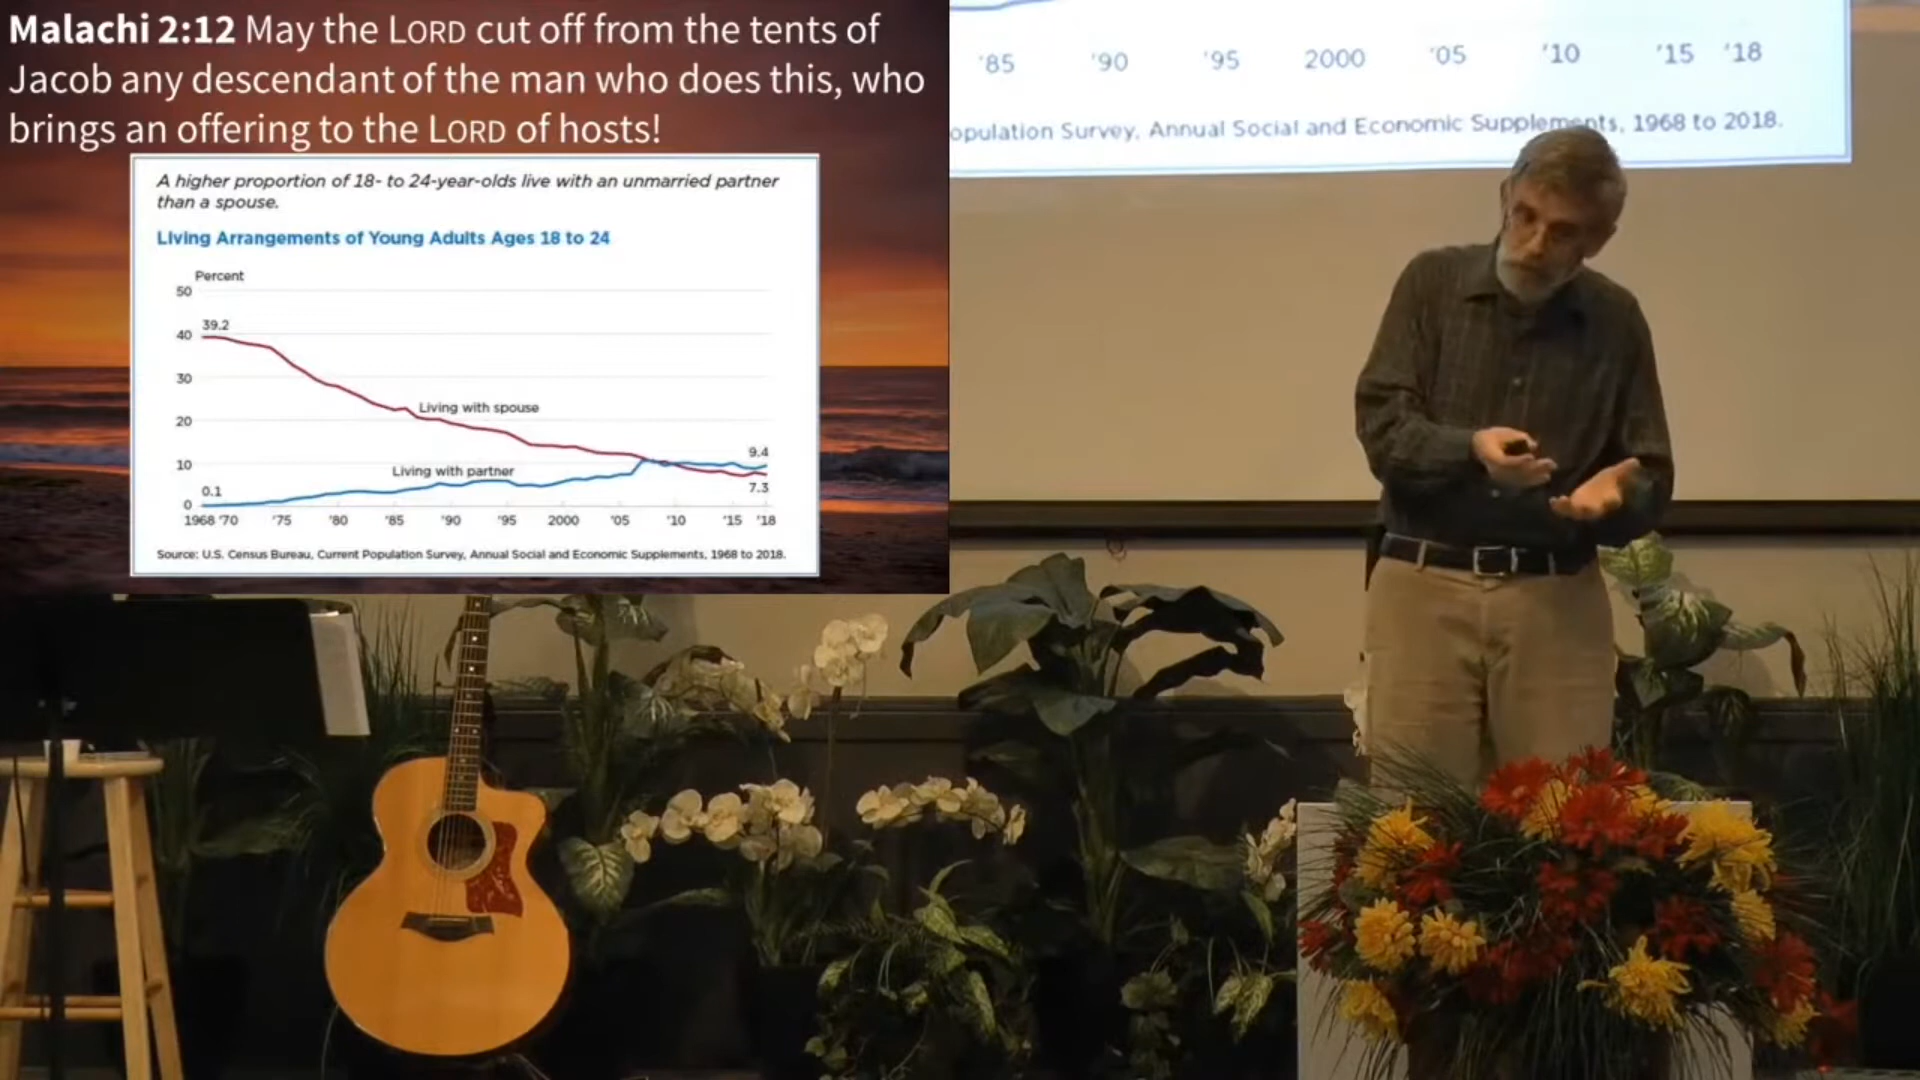 Malachi 2:12 May the LORD cut off from the tents of
Jacob any descendant of the man who does this, who
brings an offering to the LORD of hosts!
A higher proportion of 18- to 24-year-olds live with an unmarried partner
than a spouse.
Living Arrangements of Young Adults Ages 18 to 24
Percent
50
40
30
20
10
0
39.2
Living with spouse
Living with partner
0.1
9.4
7.3
1968 '70 '75 '80 '85 '90 '95 2000 '05 '10 '15 '18
Source: U.S. Census Bureau, Current Population Survey, Annual Social and Economic Supplements, 1968 to 2018.
'85 '90 '95 2000 '05 '10 '15 '18
opulation Survey, Annual Social and Economic Supplements, 1968 to 2018.